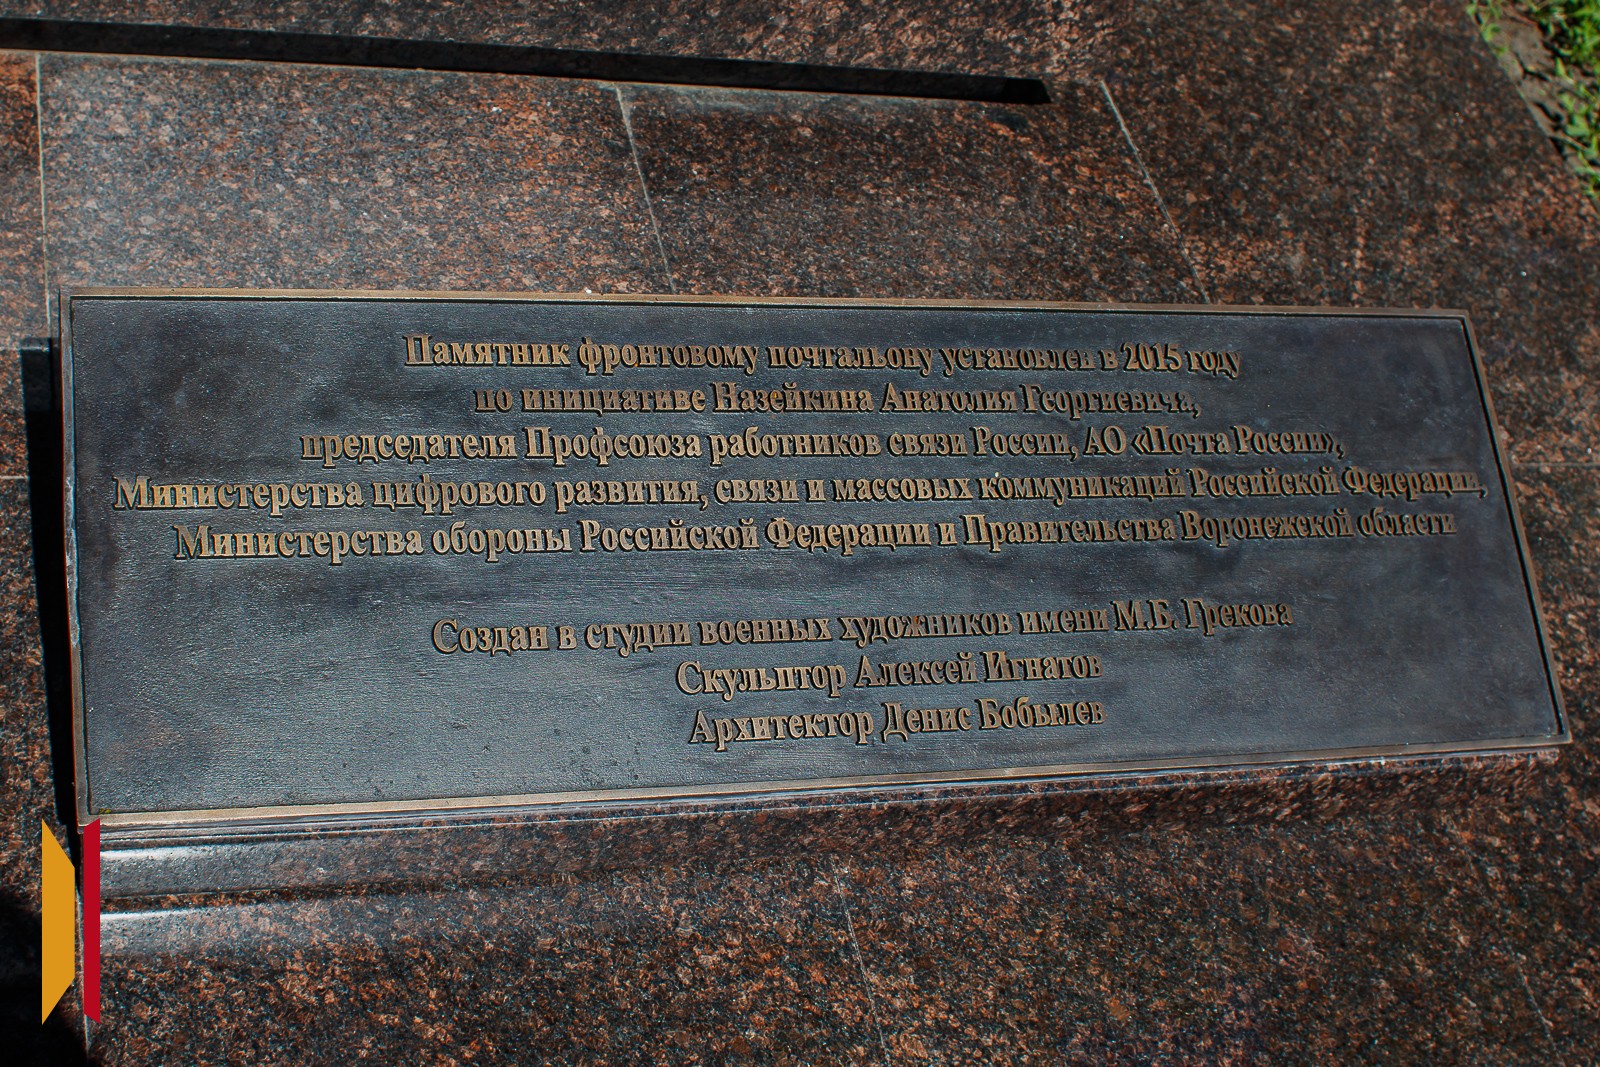 Памятник фронтовому почтальону установлен в 2015 году
по инициативе Назейкина Анатолия Георгиевича,
председателя Профсоюза работников связи России, АО «Почта России»,
Министерства цифрового развития, связи и массовых коммуникаций Российской Федерации,
Министерства обороны Российской Федерации и Правительства Воронежской области
Создан в студии военных художников имени М.Б. Грекова
Скульптор Алексей Игнатов
Архитектор Денис Бобылев